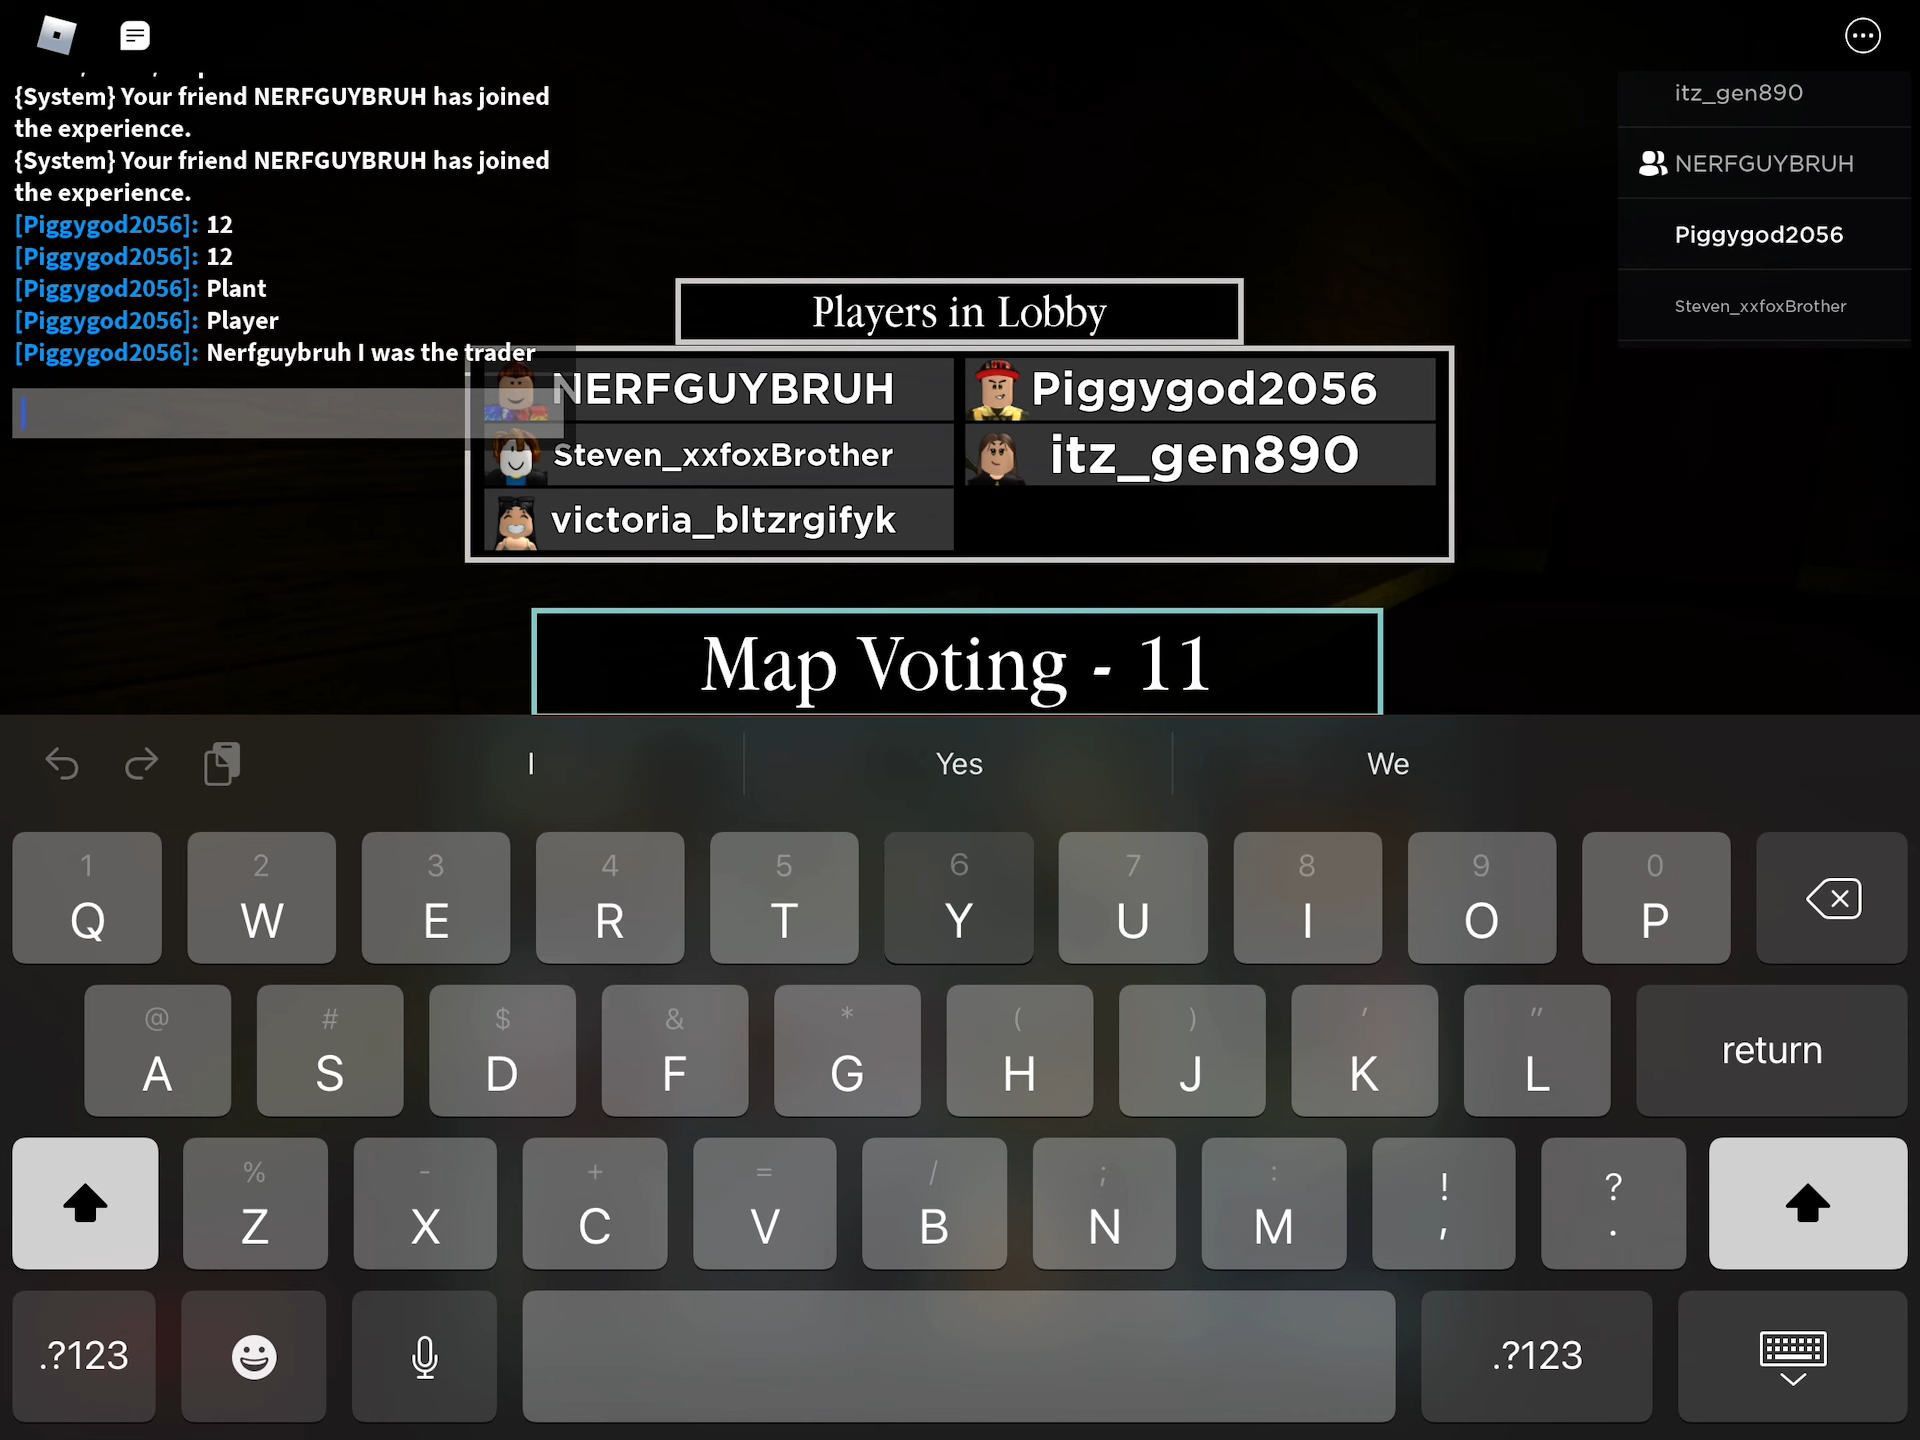 {System} Your friend NERFGUYBRUH has joined
the experience.
{System} Your friend NERFGUYBRUH has joined
the experience.
[Piggygod2056]: 12
[Piggygod2056]: 12
[Piggygod2056]: Plant
[Piggygod2056]: Player
[Piggygod2056]: Nerfguybruh I was the trader
itz_gen890
NERFGUYBRUH
Piggygod2056
Steven_xxfoxBrother
Players in Lobby
NERFGUYBRUH Piggygod2056
Steven_xxfoxBrother itz_gen890
victoria_bltzrgifyk
Map Voting - 11
I Yes We
1 2 3 4 5 6 7 8 9 0
Q W E R T Y U I O P
@ # $ & * ( ) ' "
A S D F G H J K L return
% - + = / ; : ! ?
Z X C V B N M , .
.?123 .?123